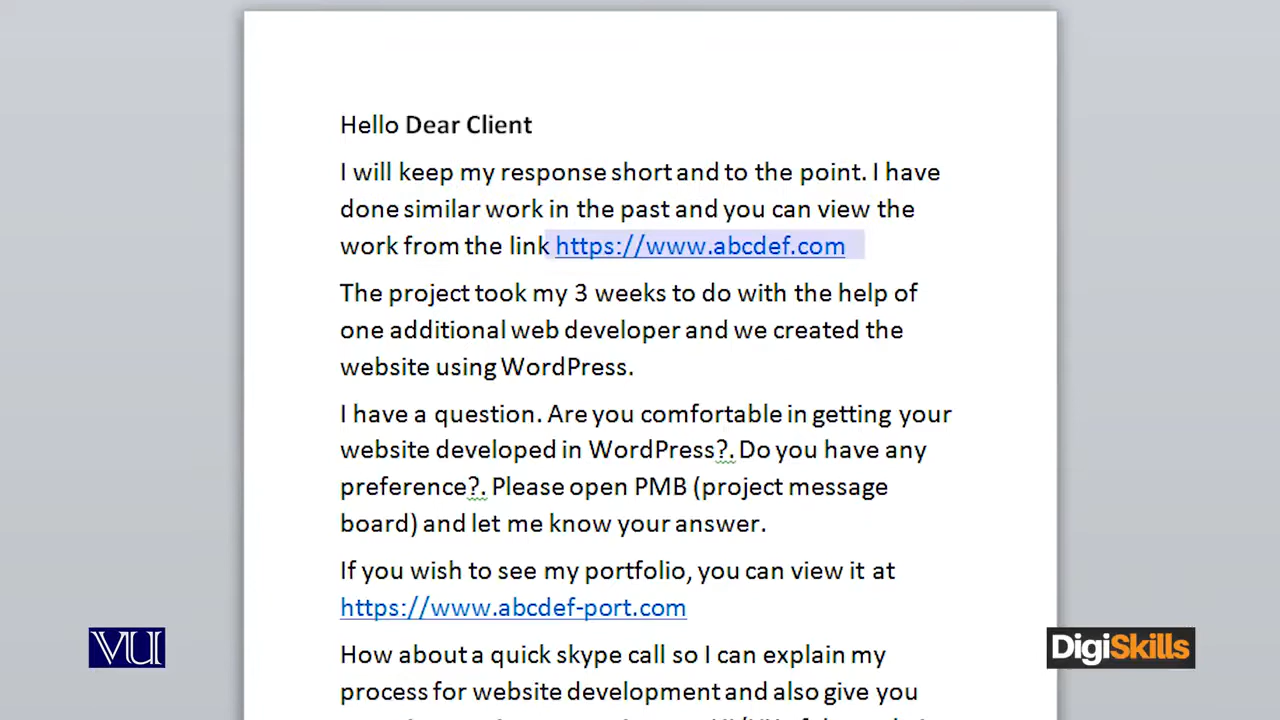 Hello Dear Client
I will keep my response short and to the point. I have
done similar work in the past and you can view the
work from the link https://www.abcdef.com
The project took my 3 weeks to do with the help of
one additional web developer and we created the
website using WordPress.
I have a question. Are you comfortable in getting your
website developed in WordPress?. Do you have any
preference?. Please open PMB (project message
board) and let me know your answer.
If you wish to see my portfolio, you can view it at
https://www.abcdef-port.com
How about a quick skype call so I can explain my
process for website development and also give you
VU
DigiSkills